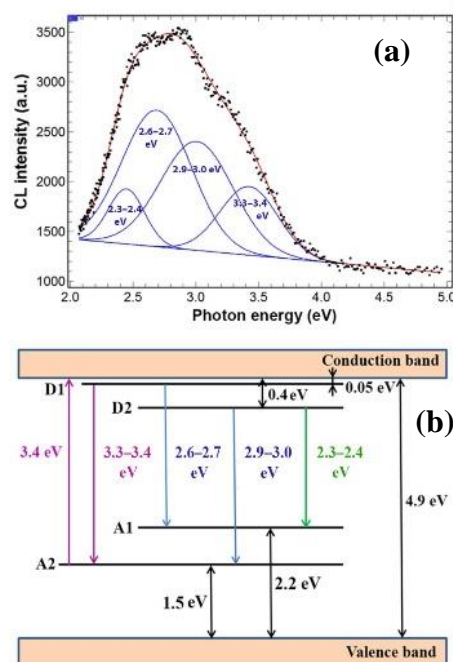 (a)
CL intensity (a.u.)
3500
3000
2500
2000
1500
1000
2.6–2.7
eV
2.9–3.0 eV
2.3–2.4
eV
3.3–3.4
eV
2.0
2.5
3.0
3.5
4.0
4.5
5.0
Photon energy (eV)
Conduction band
D1
0.05 eV
0.4 eV
D2
(b)
3.4 eV
3.3–3.4
eV
2.6–2.7
eV
2.9–3.0
eV
2.3–2.4
eV
4.9 eV
A1
A2
2.2 eV
1.5 eV
Valence band